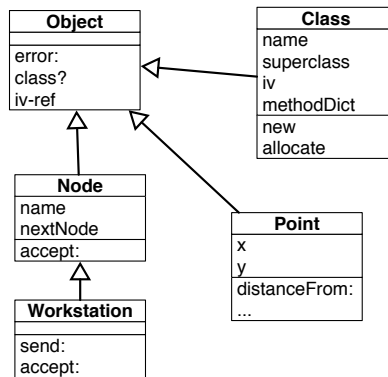 Object
error:
class?
iv-ref
Class
name
superclass
iv
methodDict
new
allocate
Node
name
nextNode
accept:
Point
x
y
distanceFrom:
...
Workstation
send:
accept: